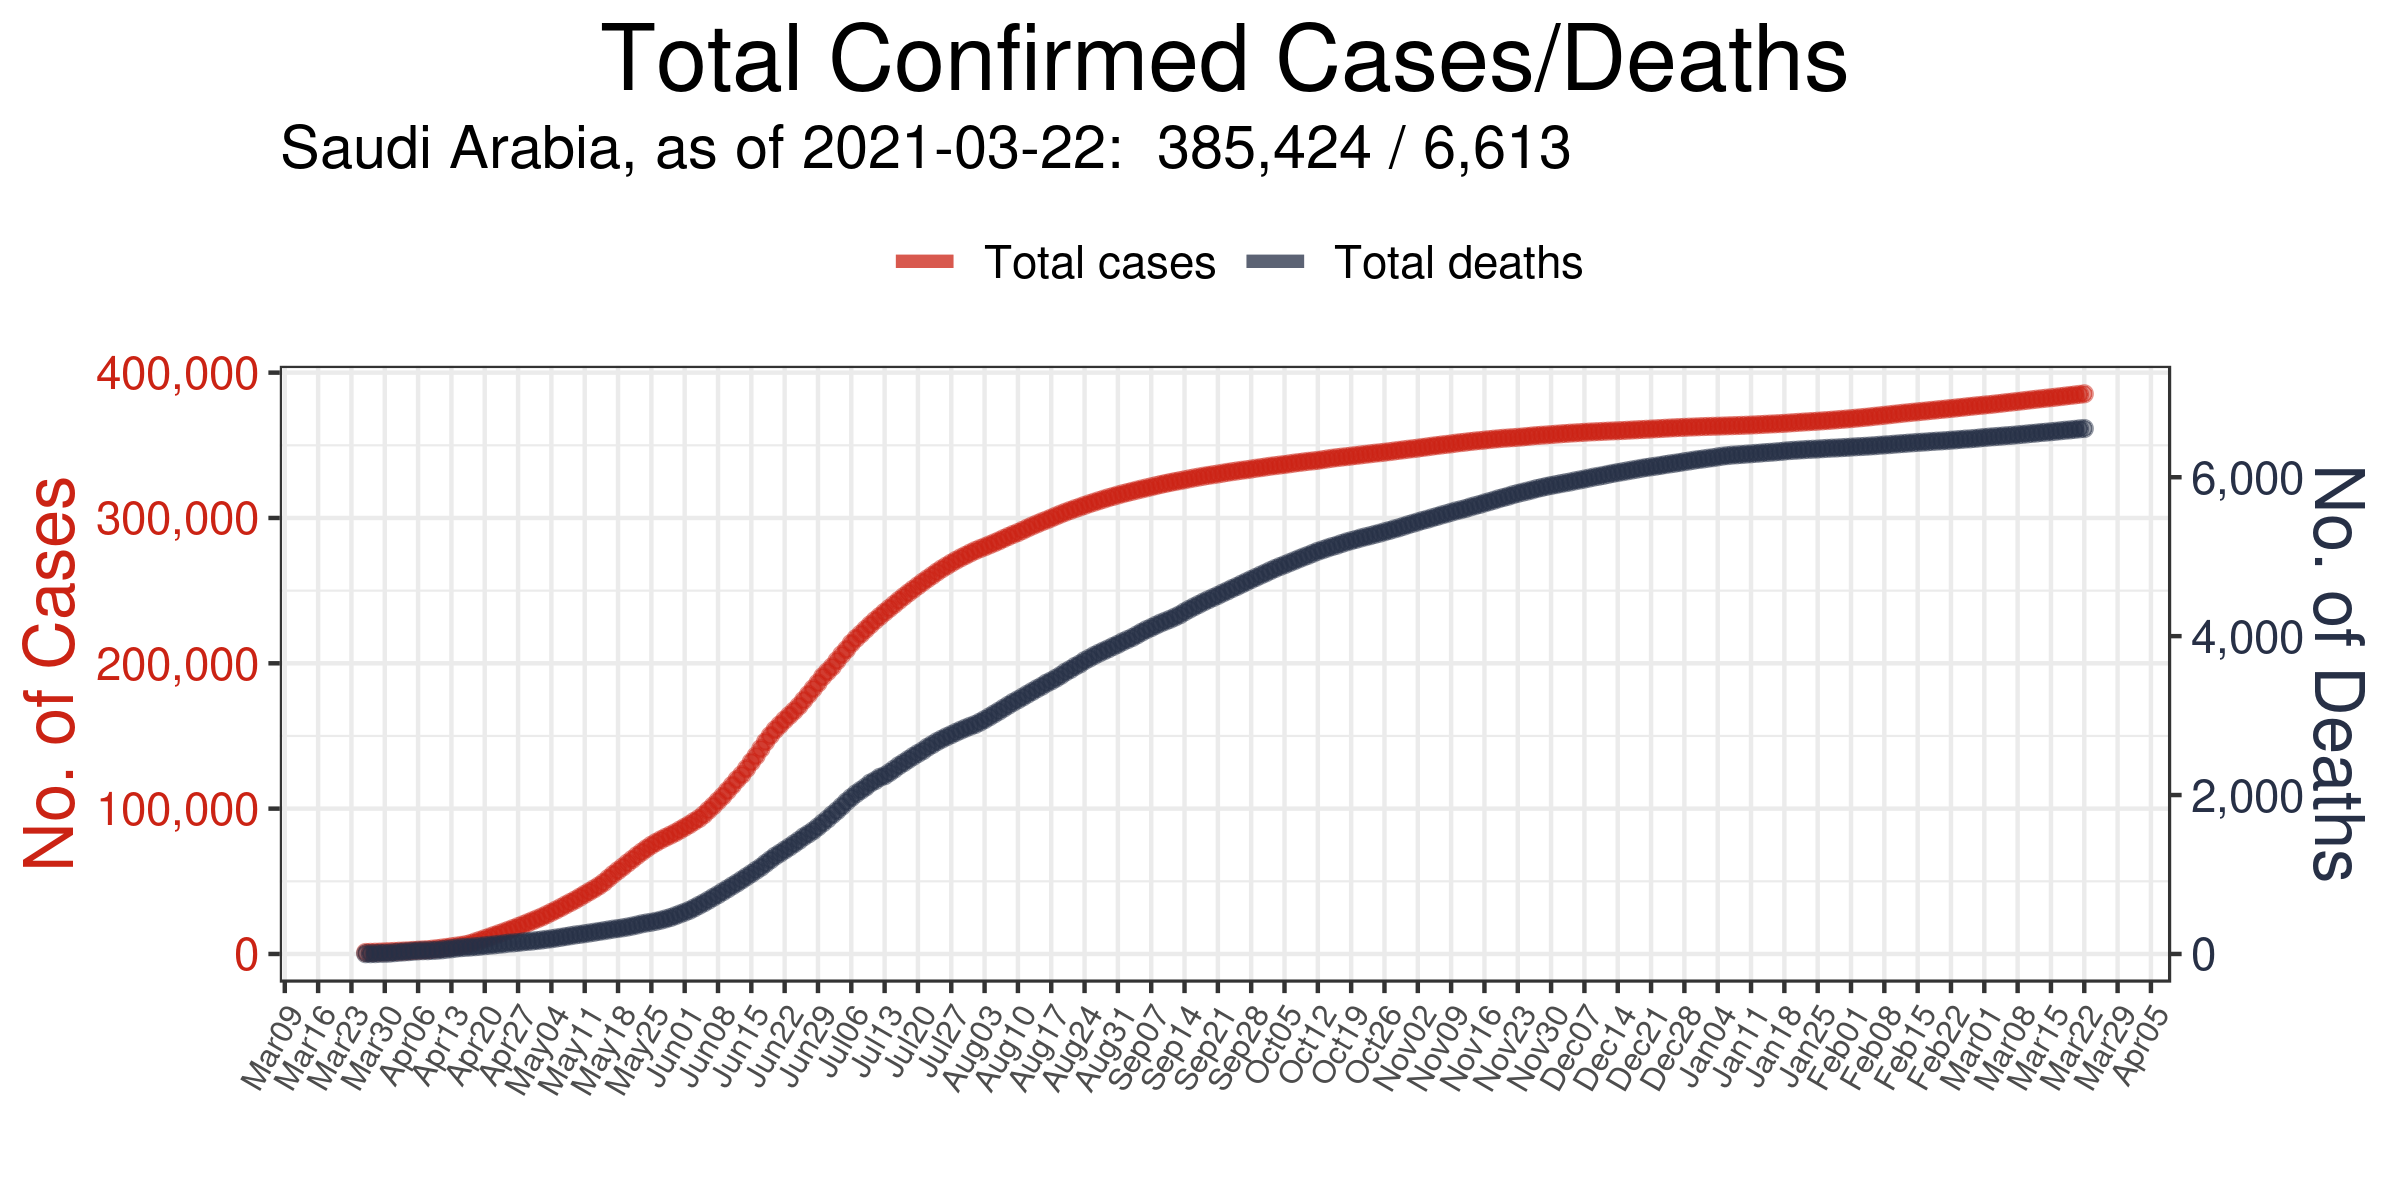 Total Confirmed Cases/Deaths
Saudi Arabia, as of 2021-03-22:  385,424 / 6,613
Total cases Total deaths
No. of Cases
400,000
300,000
200,000
100,000
0
6,000
4,000
2,000
0
No. of Deaths
Mar09 Mar16 Mar23 Mar30 Apr06 Apr13 Apr20 Apr27 May04 May11 May18 May25 Jun01 Jun08 Jun15 Jun22 Jun29 Jul06 Jul13 Jul20 Jul27 Aug03 Aug10 Aug17 Aug24 Aug31 Sep07 Sep14 Sep21 Sep28 Oct05 Oct12 Oct19 Oct26 Nov02 Nov09 Nov16 Nov23 Nov30 Dec07 Dec14 Dec21 Dec28 Jan04 Jan11 Jan18 Jan25 Feb01 Feb08 Feb15 Feb22 Mar01 Mar08 Mar15 Mar22 Mar29 Apr05